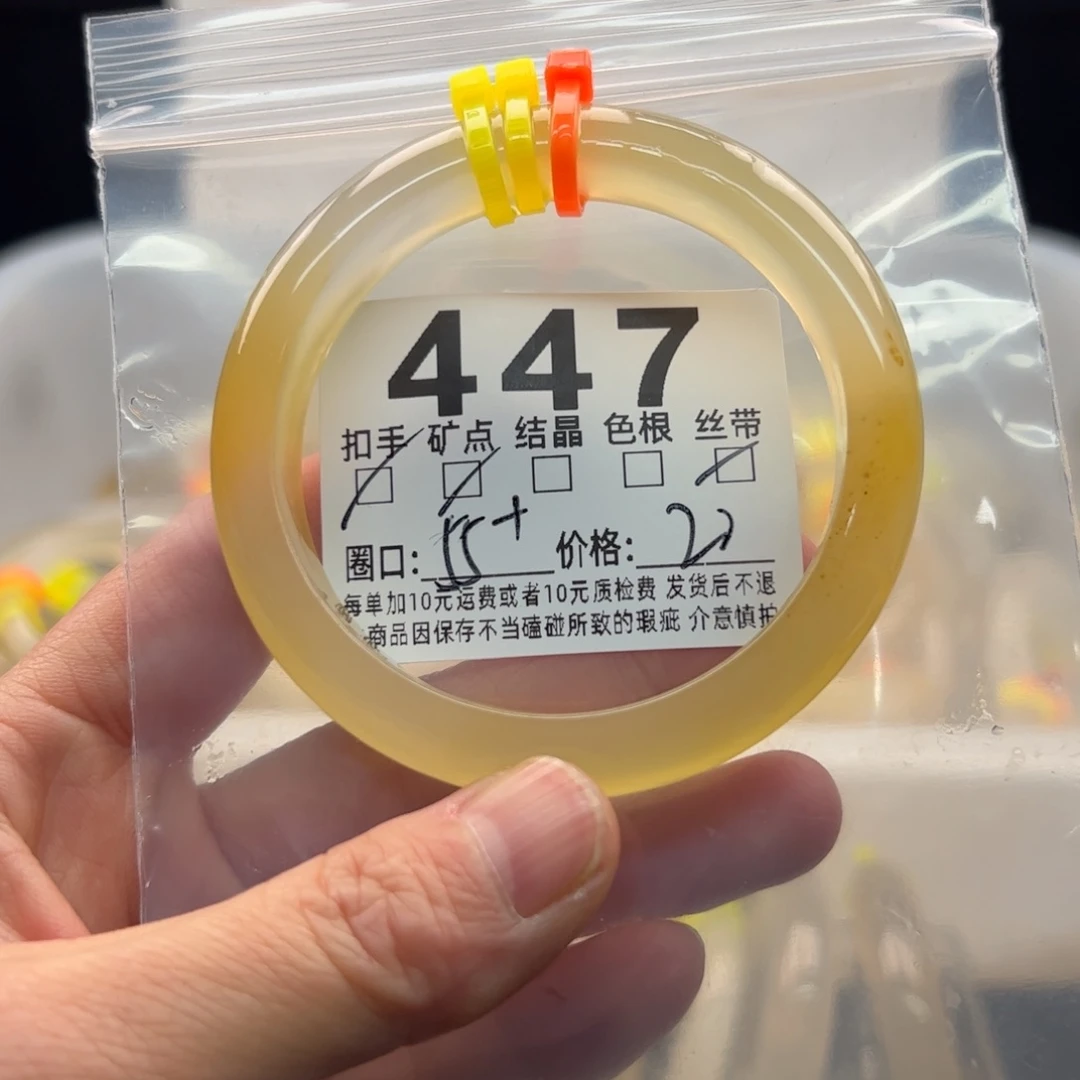 447
扣手 矿点 结晶 色根 丝带
圈口: 55+ 价格:
每单加10元运费或者10元质检费 发货后不退
商品因保存不当磕碰所致的瑕疵 介意慎拍